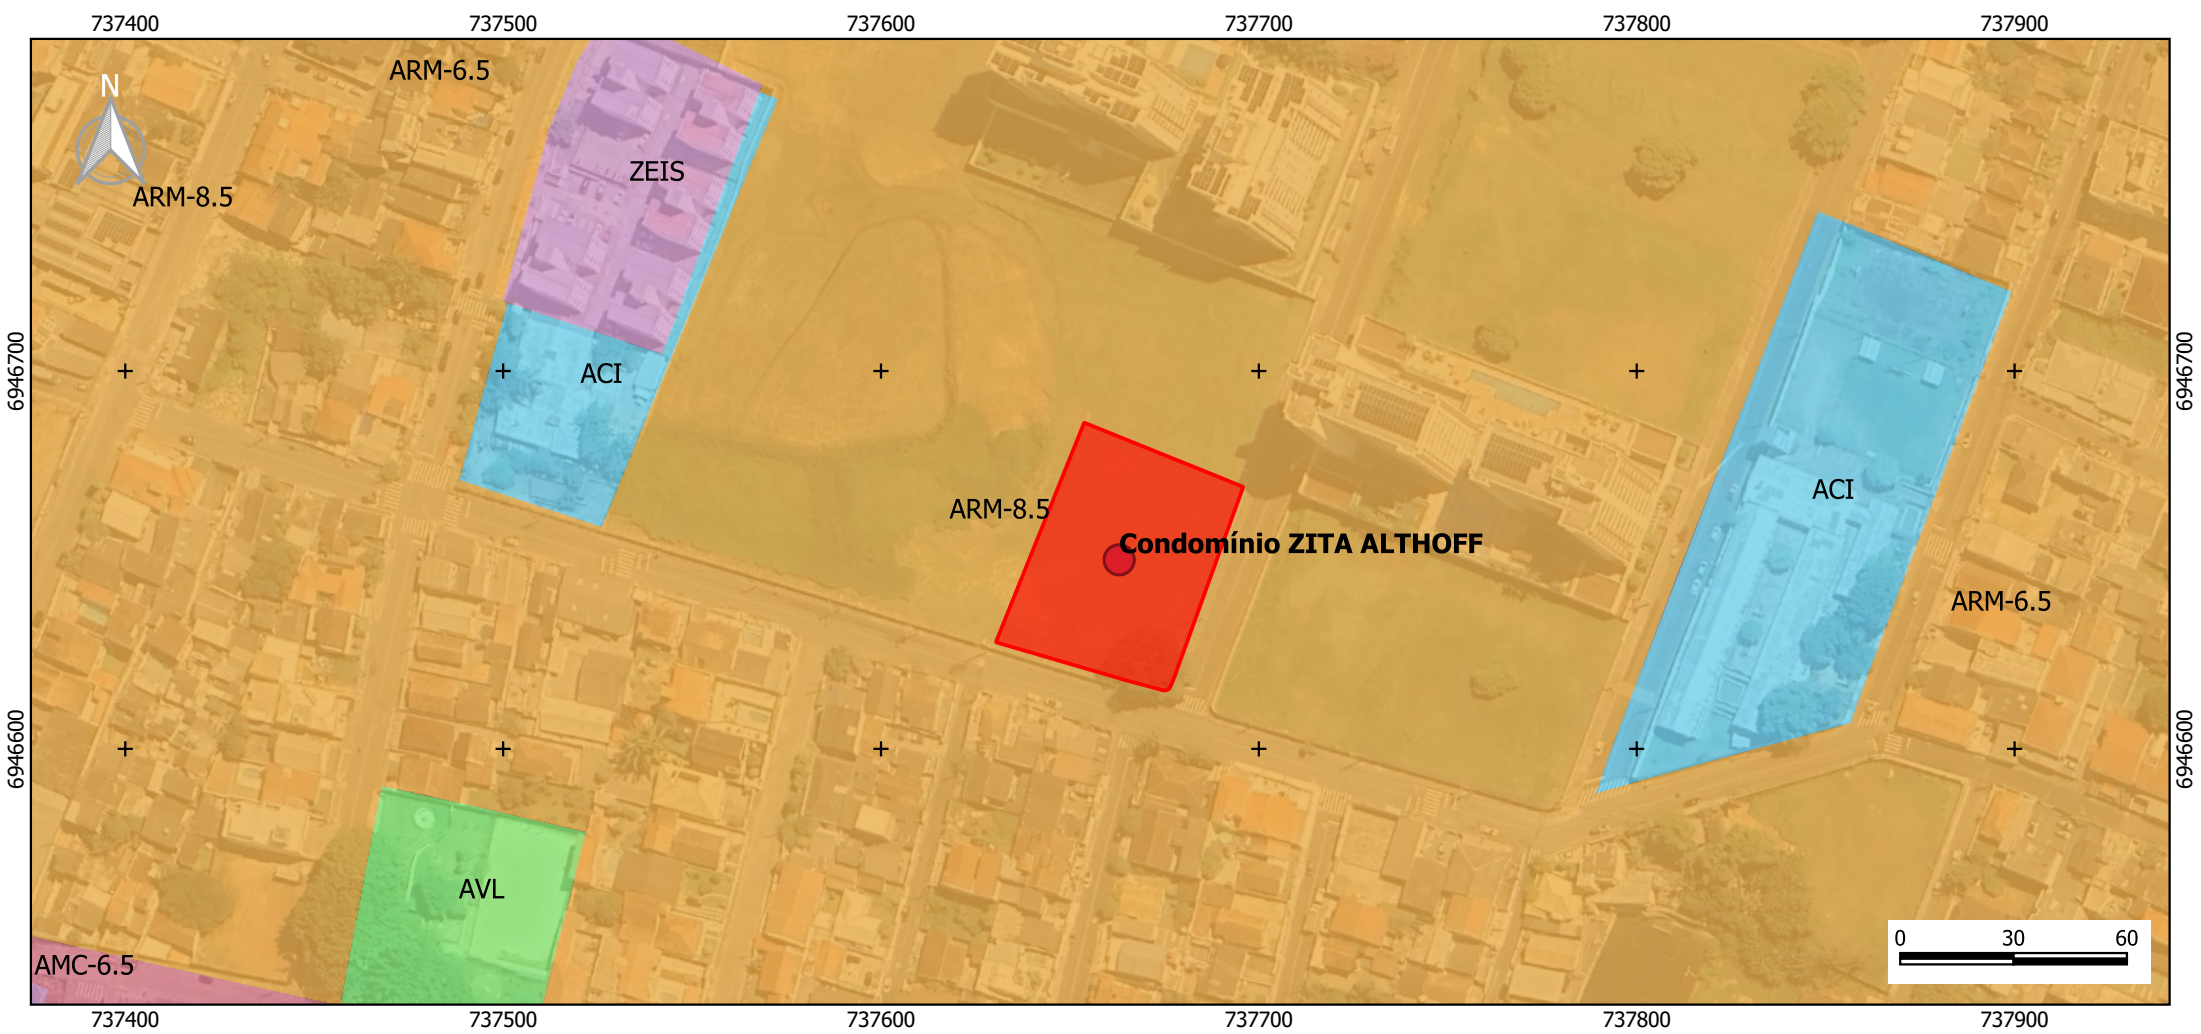 737400 737500 737600 737700 737800 737900
ARM-6.5
N
ZEIS
ARM-8.5
6946700 6946700
ACI
ACI
ARM-8.5
Condomínio ZITA ALTHOFF
ARM-6.5
6946600 6946600
AVL
0 30 60
AMC-6.5
737400 737500 737600 737700 737800 737900